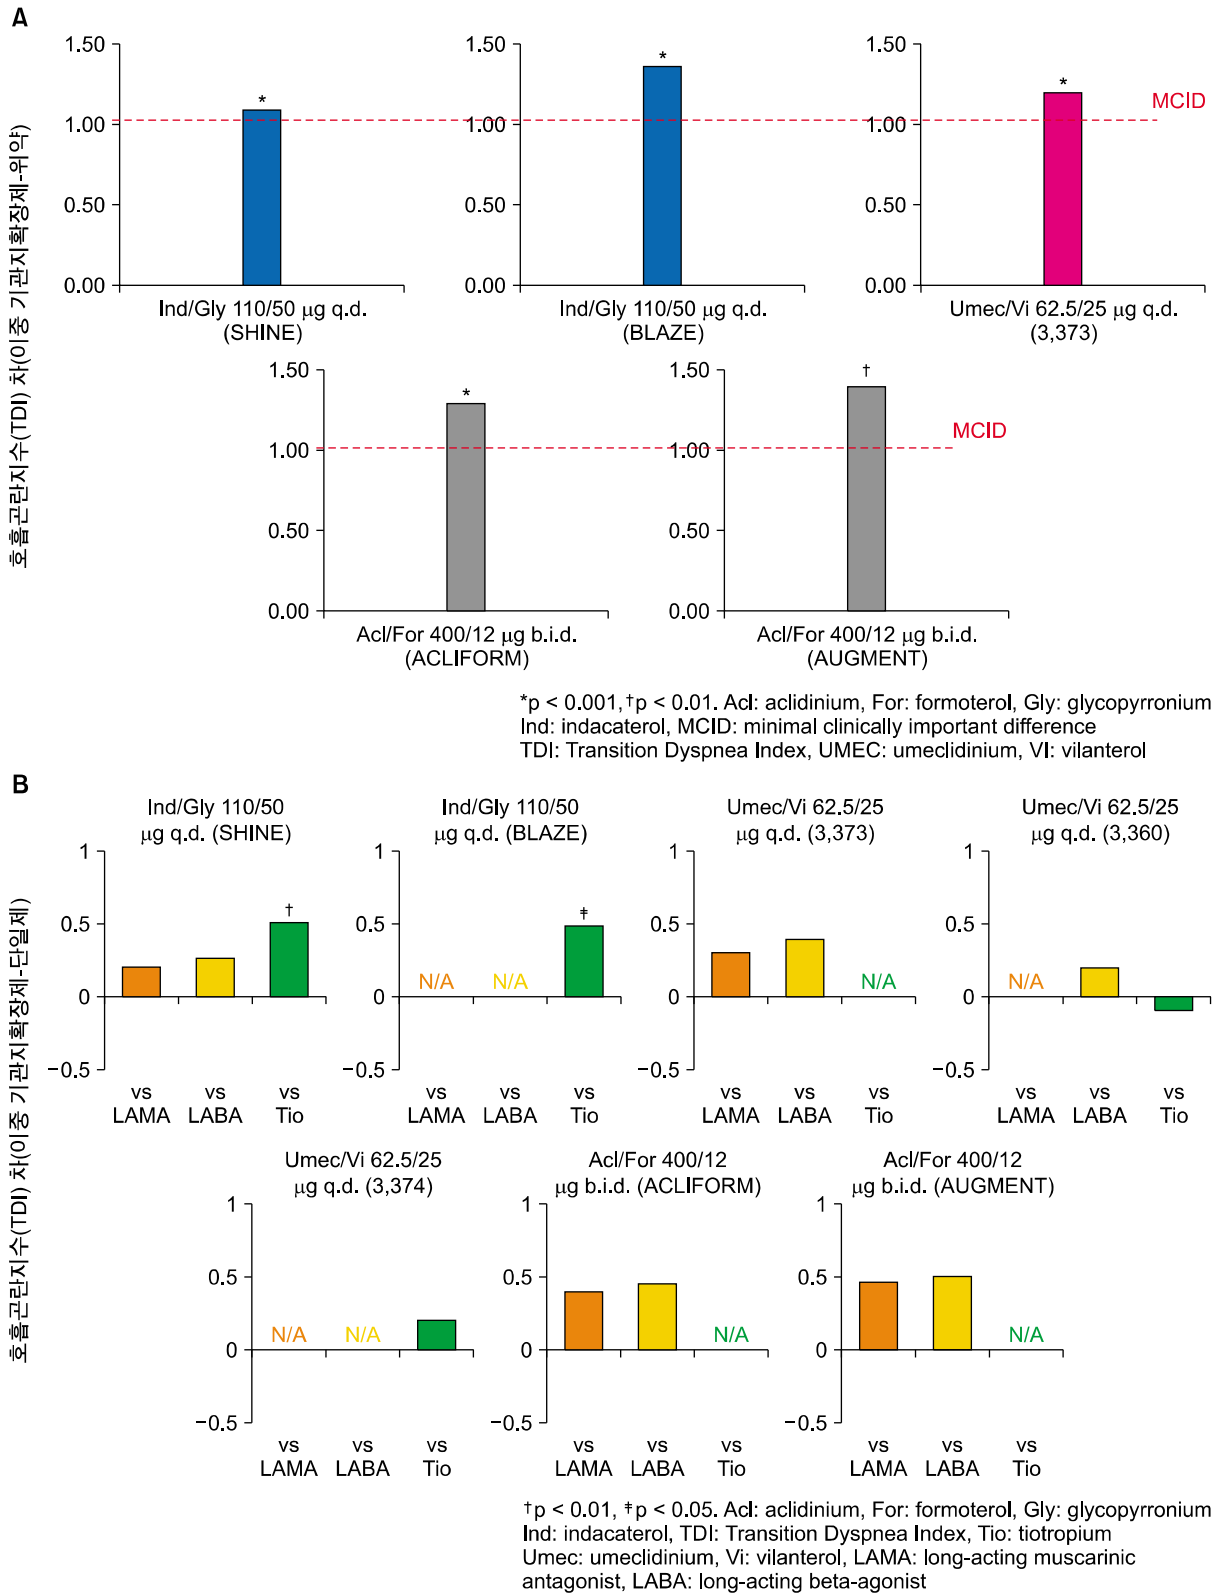 A
호흡곤란지수(TDI) 차(이중 기관지확장제-위약)
1.50
1.00
0.50
0.00
*
Ind/Gly 110/50 μg q.d.
(SHINE)
1.50
1.00
0.50
0.00
*
Ind/Gly 110/50 μg q.d.
(BLAZE)
1.50
1.00
0.50
0.00
*
MCID
Umec/Vi 62.5/25 μg q.d.
(3,373)
1.50
1.00
0.50
0.00
*
Acl/For 400/12 μg b.i.d.
(ACLIFORM)
1.50
1.00
0.50
0.00
†
MCID
Acl/For 400/12 μg b.i.d.
(AUGMENT)
*p < 0.001, †p < 0.01. Acl: aclidinium, For: formoterol, Gly: glycopyrronium
Ind: indacaterol, MCID: minimal clinically important difference
TDI: Transition Dyspnea Index, UMEC: umeclidinium, VI: vilanterol
B
호흡곤란지수(TDI) 차(이중 기관지확장제-단일제)
Ind/Gly 110/50
μg q.d. (SHINE)
1
0.5
0
−0.5
†
vs LAMA
vs LABA
vs Tio
Ind/Gly 110/50
μg q.d. (BLAZE)
1
0.5
0
−0.5
N/A
N/A
‡
vs LAMA
vs LABA
vs Tio
Umec/Vi 62.5/25
μg q.d. (3,373)
1
0.5
0
−0.5
N/A
vs LAMA
vs LABA
vs Tio
Umec/Vi 62.5/25
μg q.d. (3,360)
1
0.5
0
−0.5
N/A
vs LAMA
vs LABA
vs Tio
Umec/Vi 62.5/25
μg q.d. (3,374)
1
0.5
0
−0.5
N/A
N/A
vs LAMA
vs LABA
vs Tio
Acl/For 400/12
μg b.i.d. (ACLIFORM)
1
0.5
0
−0.5
N/A
vs LAMA
vs LABA
vs Tio
Acl/For 400/12
μg b.i.d. (AUGMENT)
1
0.5
0
−0.5
N/A
vs LAMA
vs LABA
vs Tio
†p < 0.01, ‡p < 0.05. Acl: aclidinium, For: formoterol, Gly: glycopyrronium
Ind: indacaterol, TDI: Transition Dyspnea Index, Tio: tiotropium
Umec: umeclidinium, Vi: vilanterol, LAMA: long-acting muscarinic
antagonist, LABA: long-acting beta-agonist